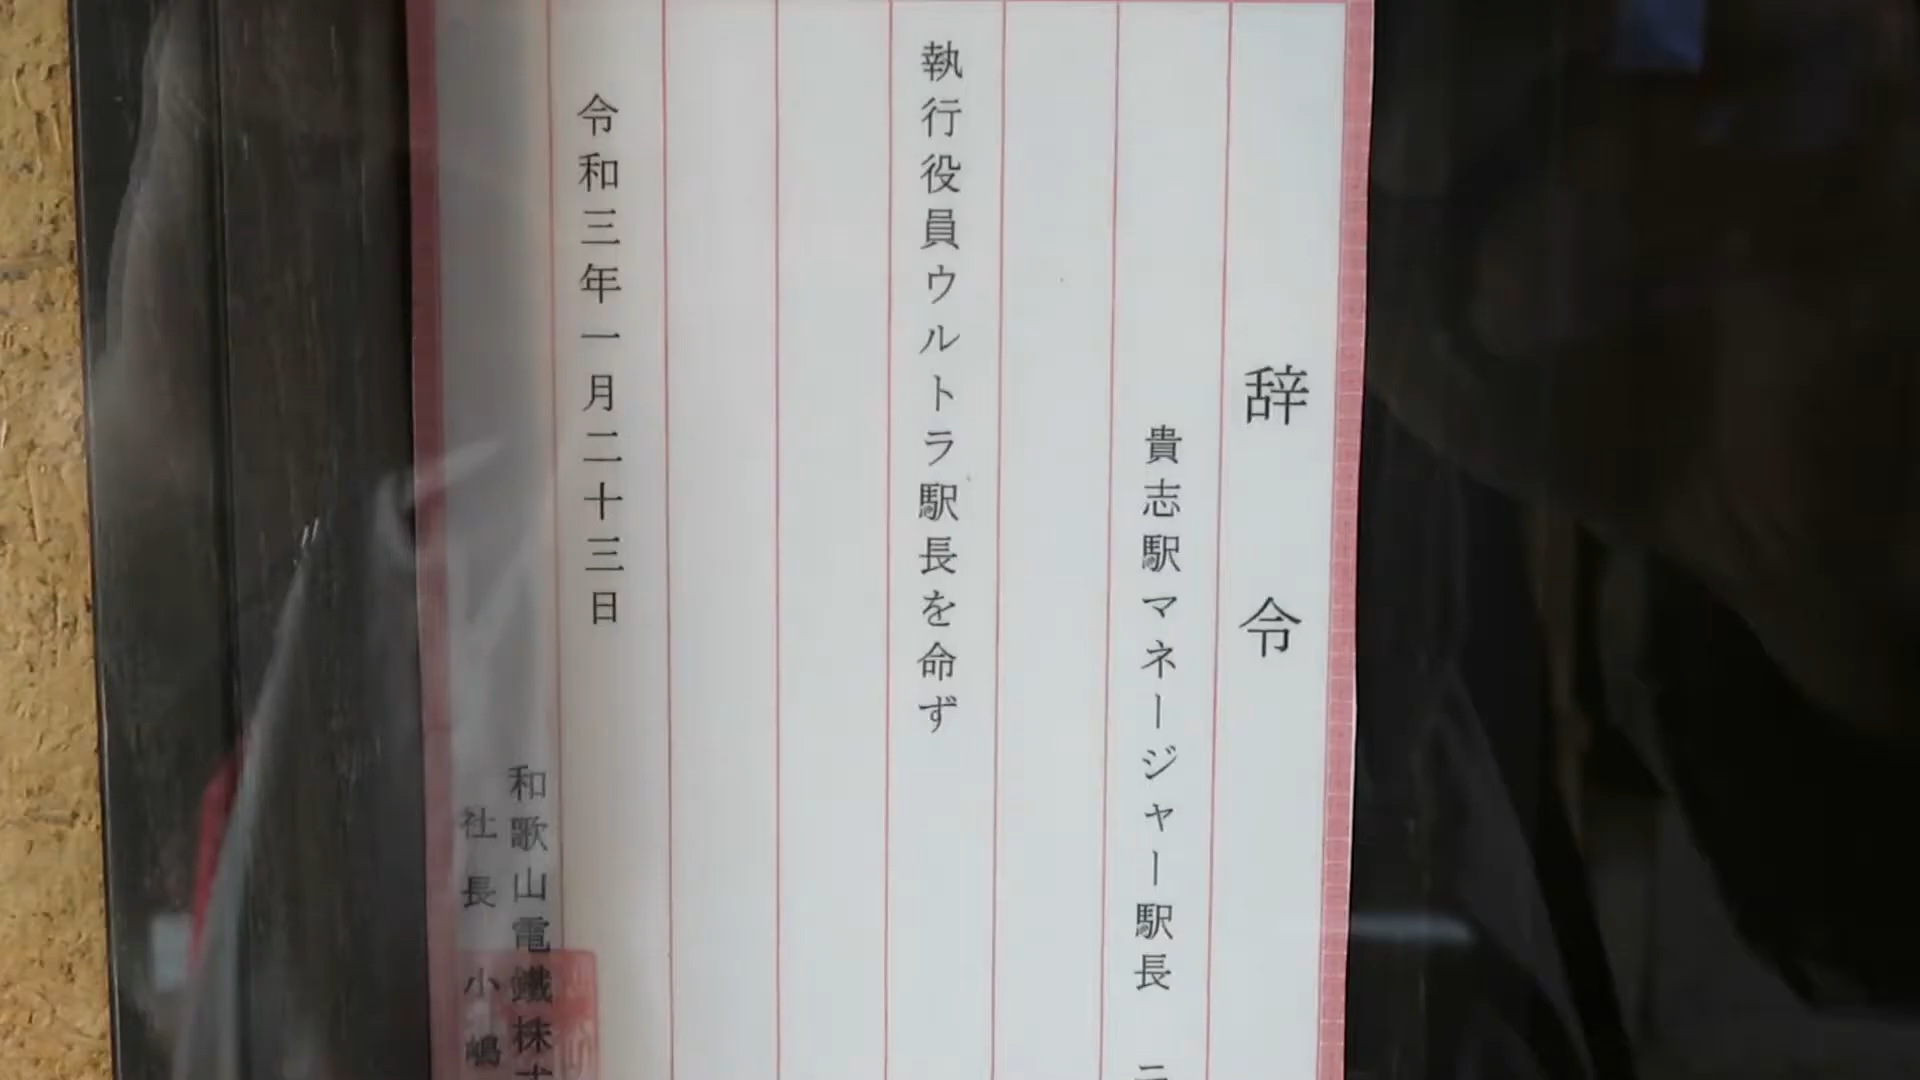 辞令
貴志駅マネージャー駅長 ニ
執行役員ウルトラ駅長を命ず
令和三年一月二十三日
和歌山電鐵株式
社長 小嶋